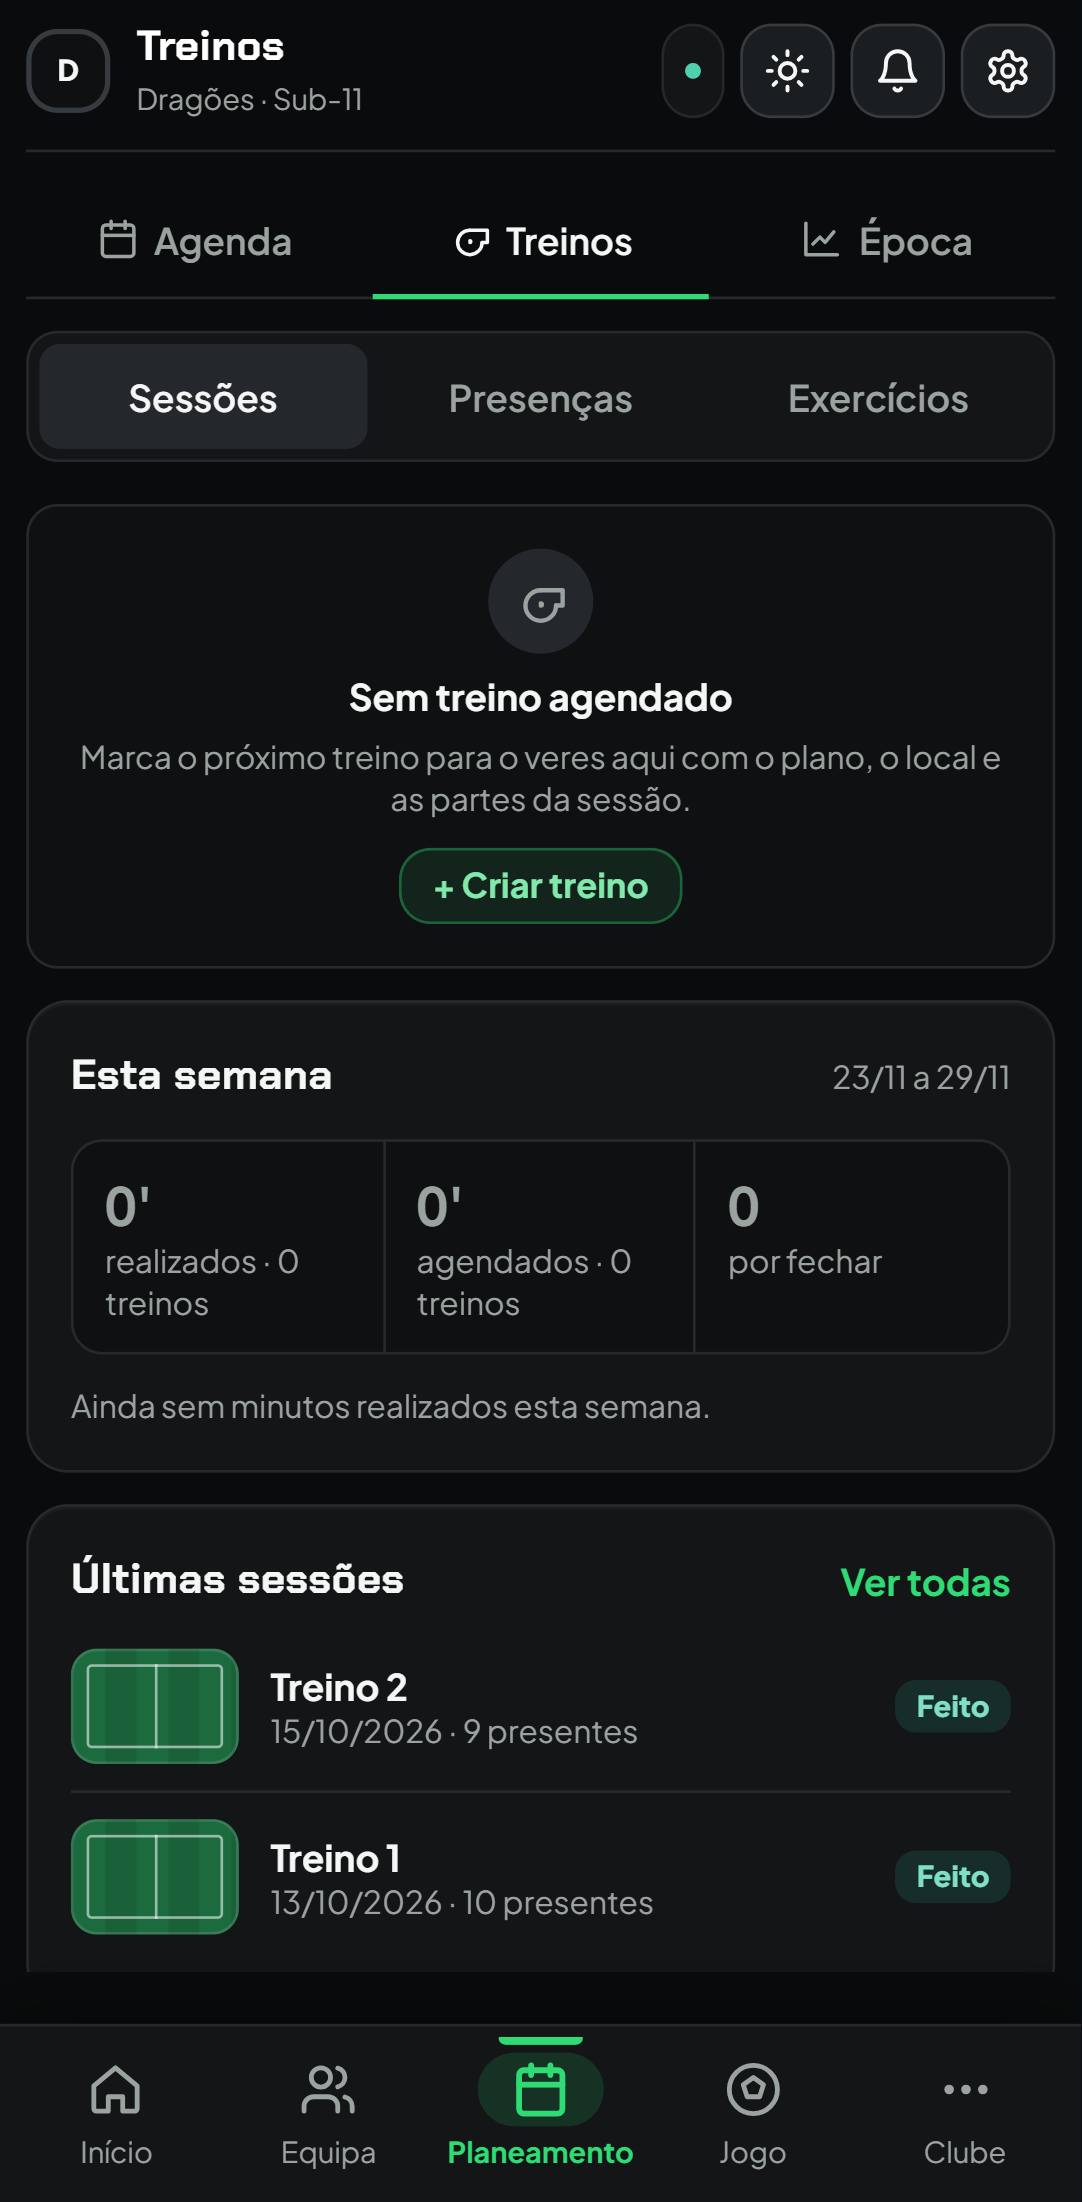 D
Treinos
Dragões · Sub-11
Agenda
Treinos
Época
Sessões
Presenças
Exercícios
Sem treino agendado
Marca o próximo treino para o veres aqui com o plano, o local e
as partes da sessão.
+ Criar treino
Esta semana
23/11 a 29/11
0'
realizados · 0
treinos
0'
agendados · 0
treinos
0
por fechar
Ainda sem minutos realizados esta semana.
Últimas sessões
Ver todas
Treino 2
15/10/2026 · 9 presentes
Feito
Treino 1
13/10/2026 · 10 presentes
Feito
Início
Equipa
Planeamento
Jogo
Clube